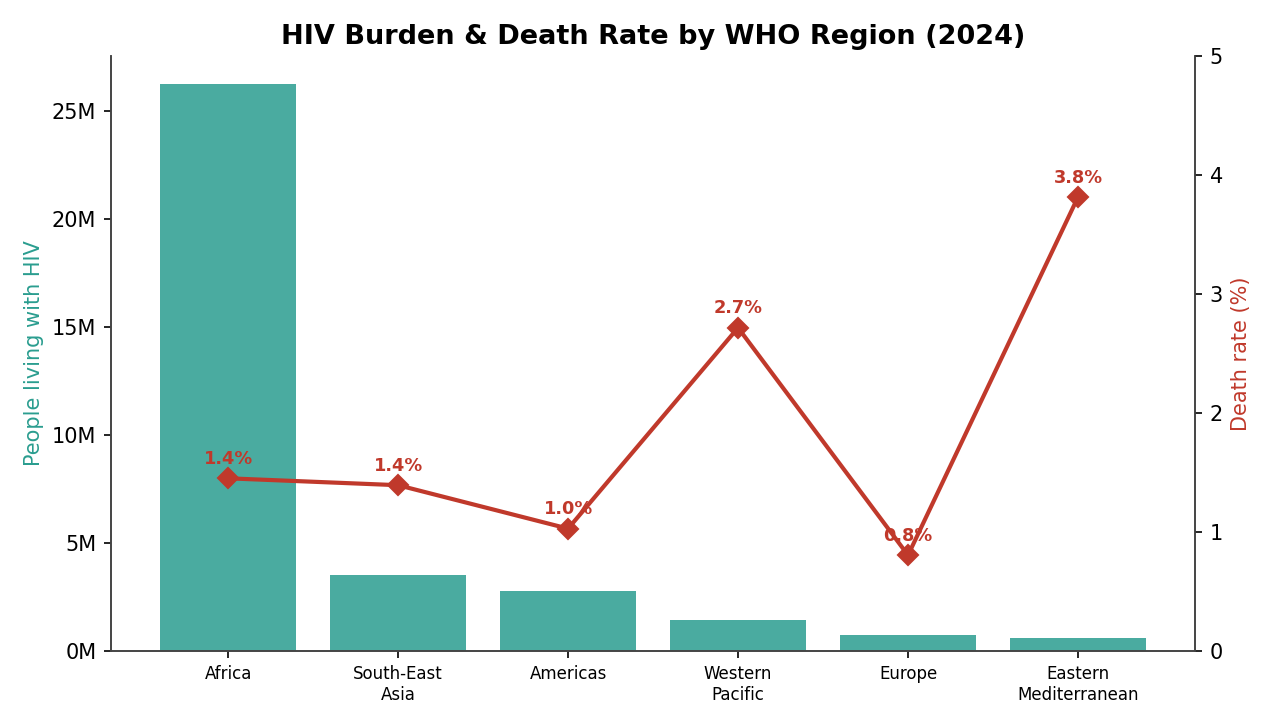 HIV Burden & Death Rate by WHO Region (2024)
People living with HIV
25M
20M
15M
10M
5M
0M
1.4%
1.4%
1.0%
2.7%
0.8%
3.8%
5
4
3
2
1
0
Death rate (%)
Africa
South-East
Asia
Americas
Western
Pacific
Europe
Eastern
Mediterranean